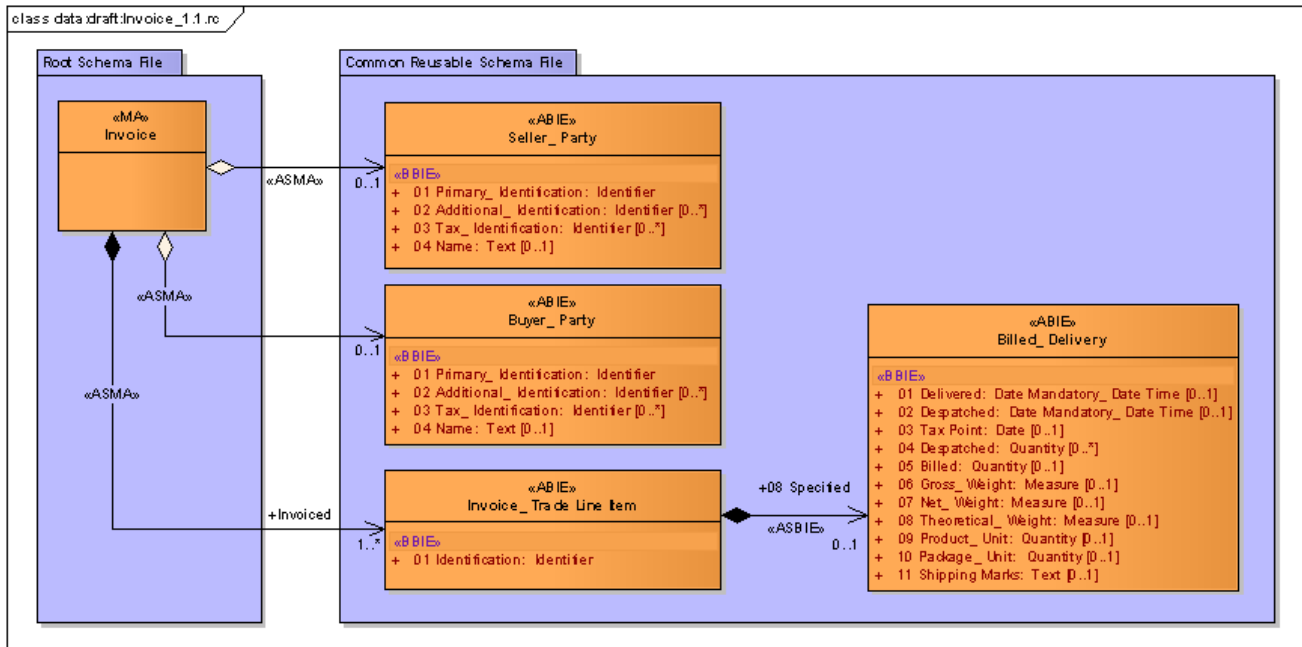 class data:draft:Invoice_1.1.rc
Root Schema File
Common Reusable Schema File
«MA»
Invoice
«ASMA»
0..1
«ABIE»
Seller_ Party
«BBIE»
+ 01 Primary_ Identification: Identifier
+ 02 Additional_ Identification: Identifier [0..*]
+ 03 Tax_ Identification: Identifier [0..*]
+ 04 Name: Text [0..1]
«ASMA»
0..1
«ABIE»
Buyer_ Party
«BBIE»
+ 01 Primary_ Identification: Identifier
+ 02 Additional_ Identification: Identifier [0..*]
+ 03 Tax_ Identification: Identifier [0..*]
+ 04 Name: Text [0..1]
«ASMA»
+Invoiced
1..*
«ABIE»
Invoice_ Trade Line Item
«BBIE»
+ 01 Identification: Identifier
+08 Specified
«ASBIE»
0..1
«ABIE»
Billed_ Delivery
«BBIE»
+ 01 Delivered: Date Mandatory_ Date Time [0..1]
+ 02 Despatched: Date Mandatory_ Date Time [0..1]
+ 03 Tax Point: Date [0..1]
+ 04 Despatched: Quantity [0..*]
+ 05 Billed: Quantity [0..1]
+ 06 Gross_ Weight: Measure [0..1]
+ 07 Net_ Weight: Measure [0..1]
+ 08 Theoretical_ Weight: Measure [0..1]
+ 09 Product_ Unit: Quantity [0..1]
+ 10 Package_ Unit: Quantity [0..1]
+ 11 Shipping Marks: Text [0..1]